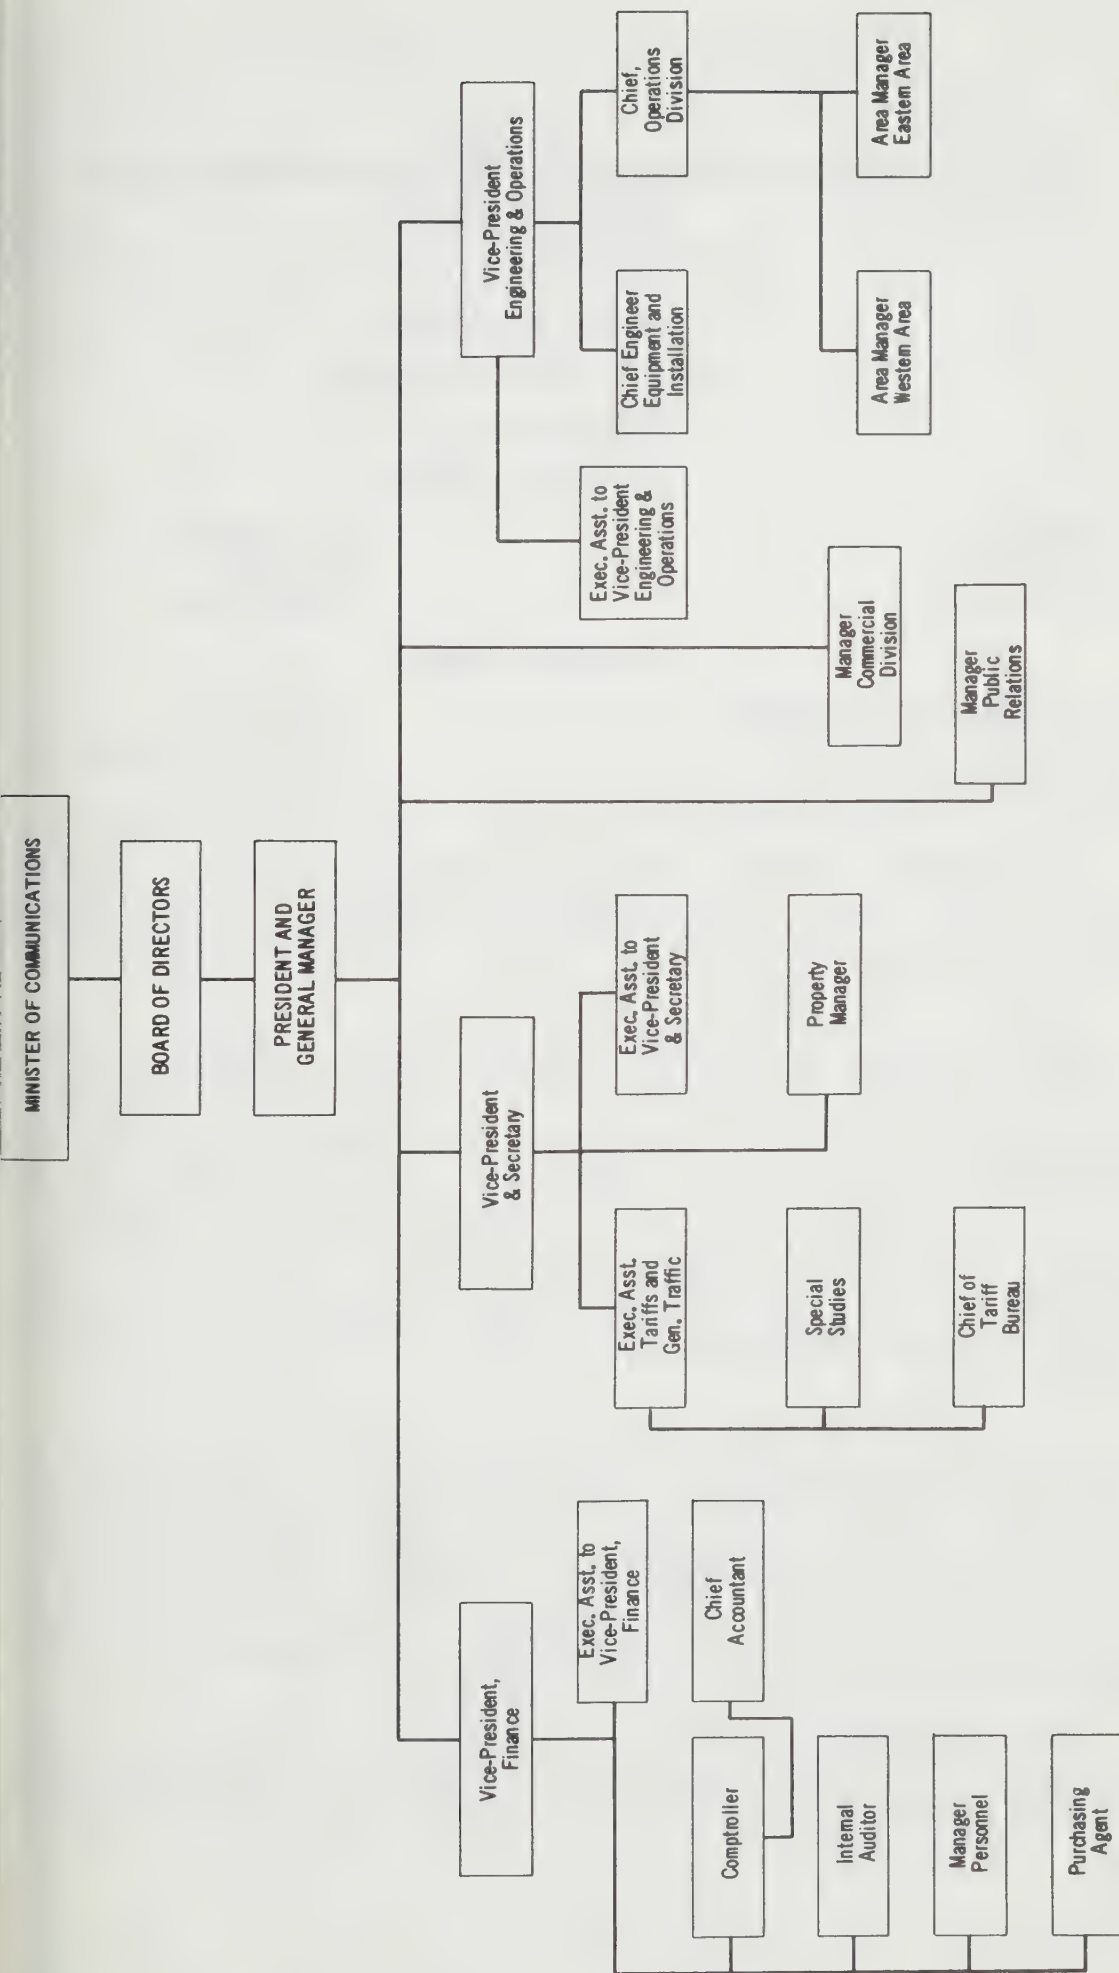 MINISTER OF COMMUNICATIONS
BOARD OF DIRECTORS
PRESIDENT AND
GENERAL MANAGER
Vice-President,
Finance
Vice-President
& Secretary
Vice-President
Engineering & Operations
Exec. Asst. to
Vice-President,
Finance
Comptroller
Chief
Accountant
Internal
Auditor
Manager
Personnel
Purchasing
Agent
Exec. Asst.
Tariffs and
Gen. Traffic
Exec. Asst. to
Vice-President
& Secretary
Special
Studies
Property
Manager
Chief of
Tariff
Bureau
Manager
Public
Relations
Manager
Commercial
Division
Exec. Asst. to
Vice-President
Engineering &
Operations
Chief Engineer
Equipment and
Installation
Chief,
Operations
Division
Area Manager
Western Area
Area Manager
Eastern Area